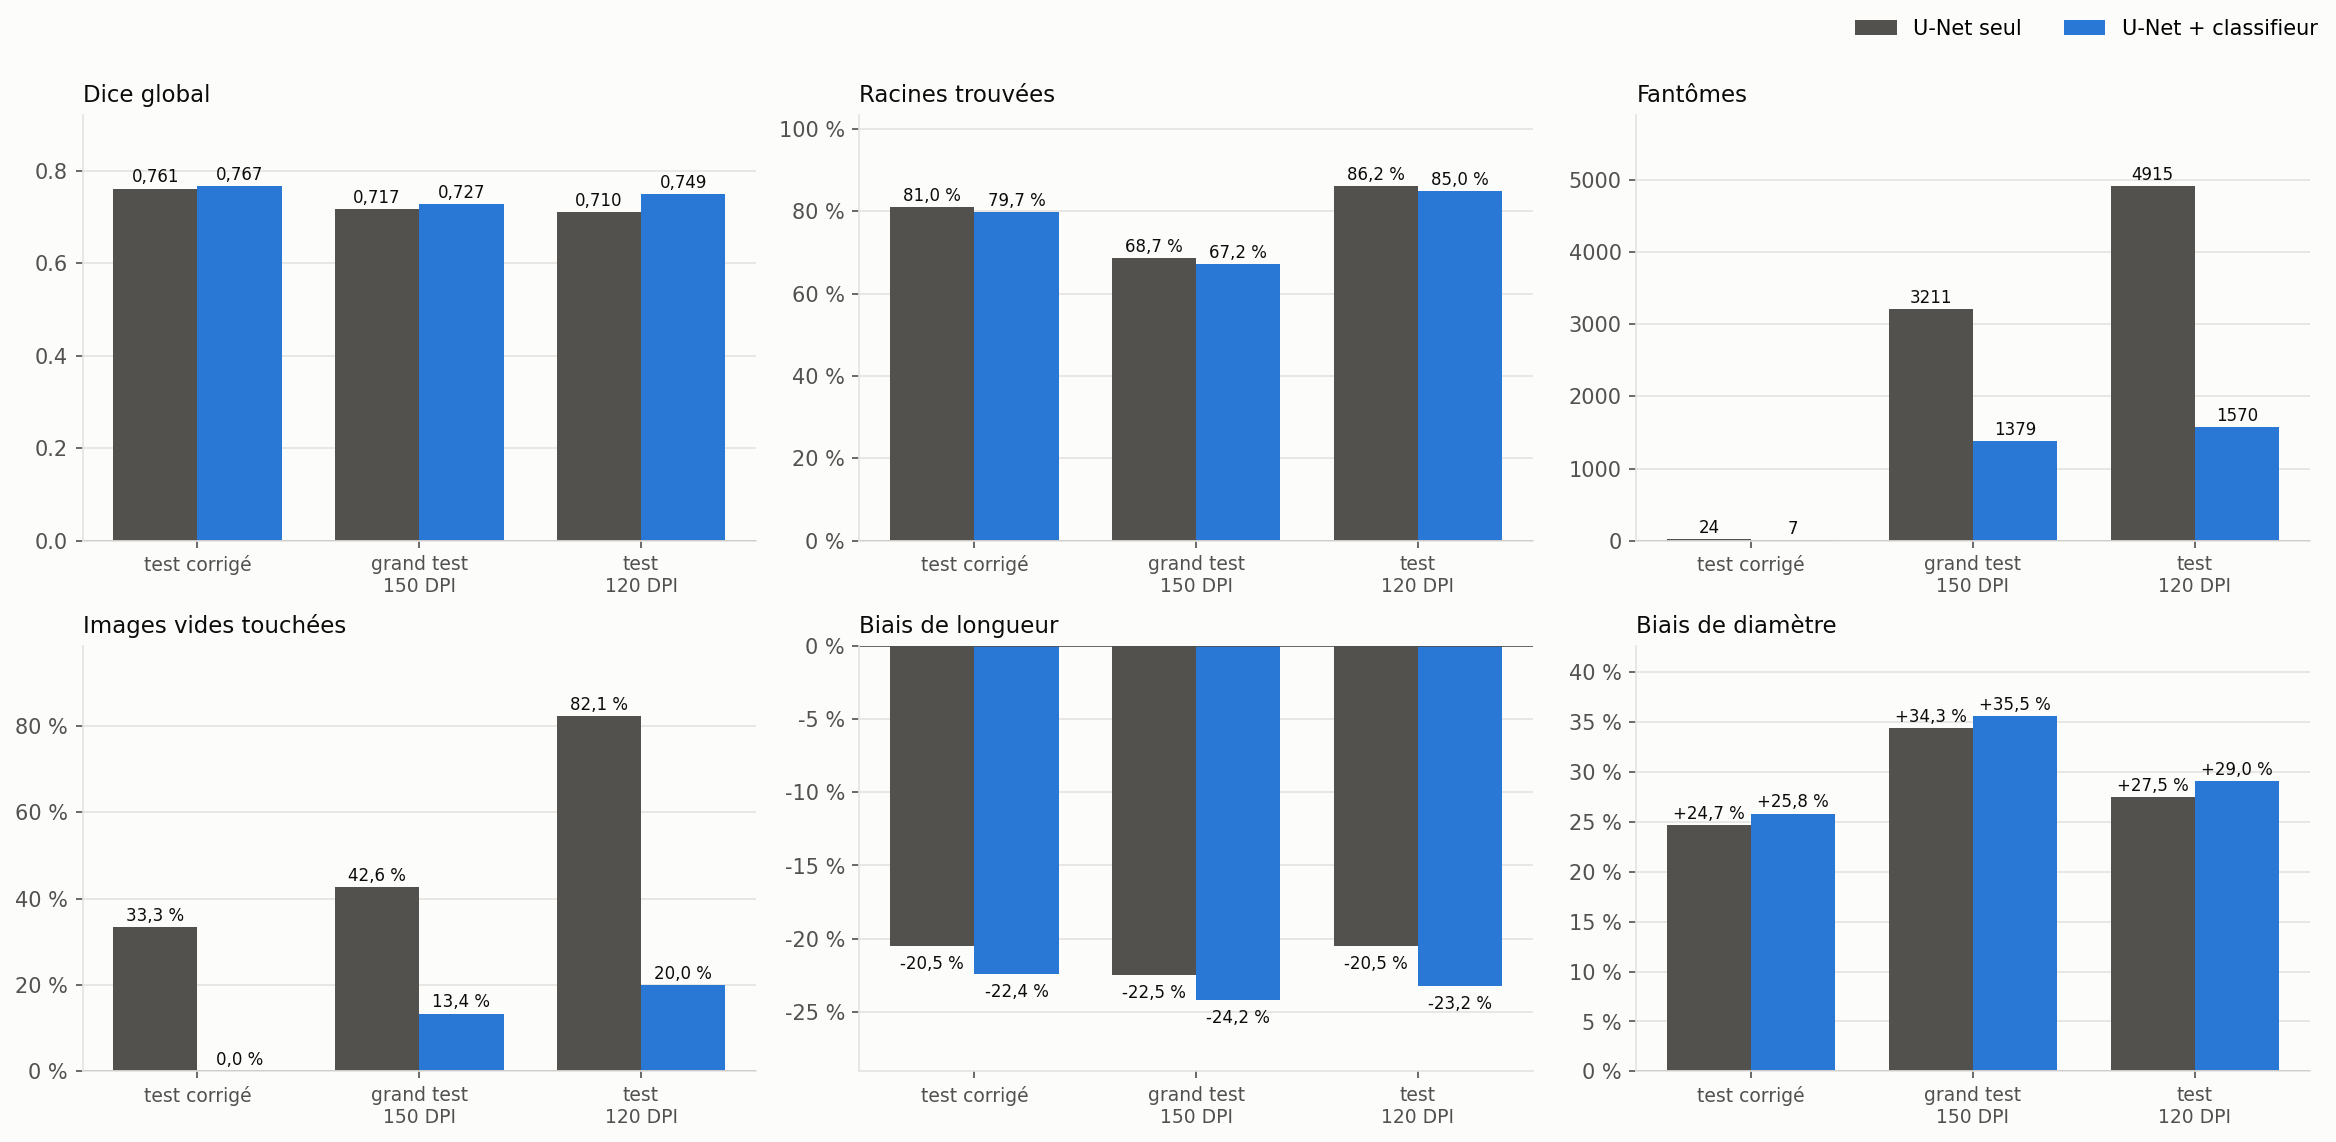 U-Net seul
U-Net + classifieur
Dice global
0.8
0.6
0.4
0.2
0.0
0,761
0,767
0,717
0,727
0,710
0,749
test corrigé
grand test
150 DPI
test
120 DPI
Racines trouvées
100 %
80 %
60 %
40 %
20 %
0 %
81,0 %
79,7 %
68,7 %
67,2 %
86,2 %
85,0 %
test corrigé
grand test
150 DPI
test
120 DPI
Fantômes
5000
4000
3000
2000
1000
0
24
7
3211
1379
4915
1570
test corrigé
grand test
150 DPI
test
120 DPI
Images vides touchées
80 %
60 %
40 %
20 %
0 %
33,3 %
0,0 %
42,6 %
13,4 %
82,1 %
20,0 %
test corrigé
grand test
150 DPI
test
120 DPI
Biais de longueur
0 %
-5 %
-10 %
-15 %
-20 %
-25 %
-20,5 %
-22,4 %
-22,5 %
-24,2 %
-20,5 %
-23,2 %
test corrigé
grand test
150 DPI
test
120 DPI
Biais de diamètre
40 %
35 %
30 %
25 %
20 %
15 %
10 %
5 %
0 %
+24,7 %
+25,8 %
+34,3 %
+35,5 %
+27,5 %
+29,0 %
test corrigé
grand test
150 DPI
test
120 DPI